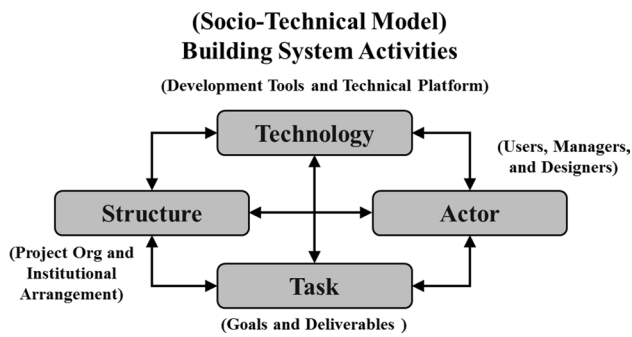 (Socio-Technical Model)
Building System Activities
(Development Tools and Technical Platform)
Technology
(Users, Managers,
and Designers)
Structure
Actor
(Project Org and
Institutional
Arrangement)
Task
(Goals and Deliverables )